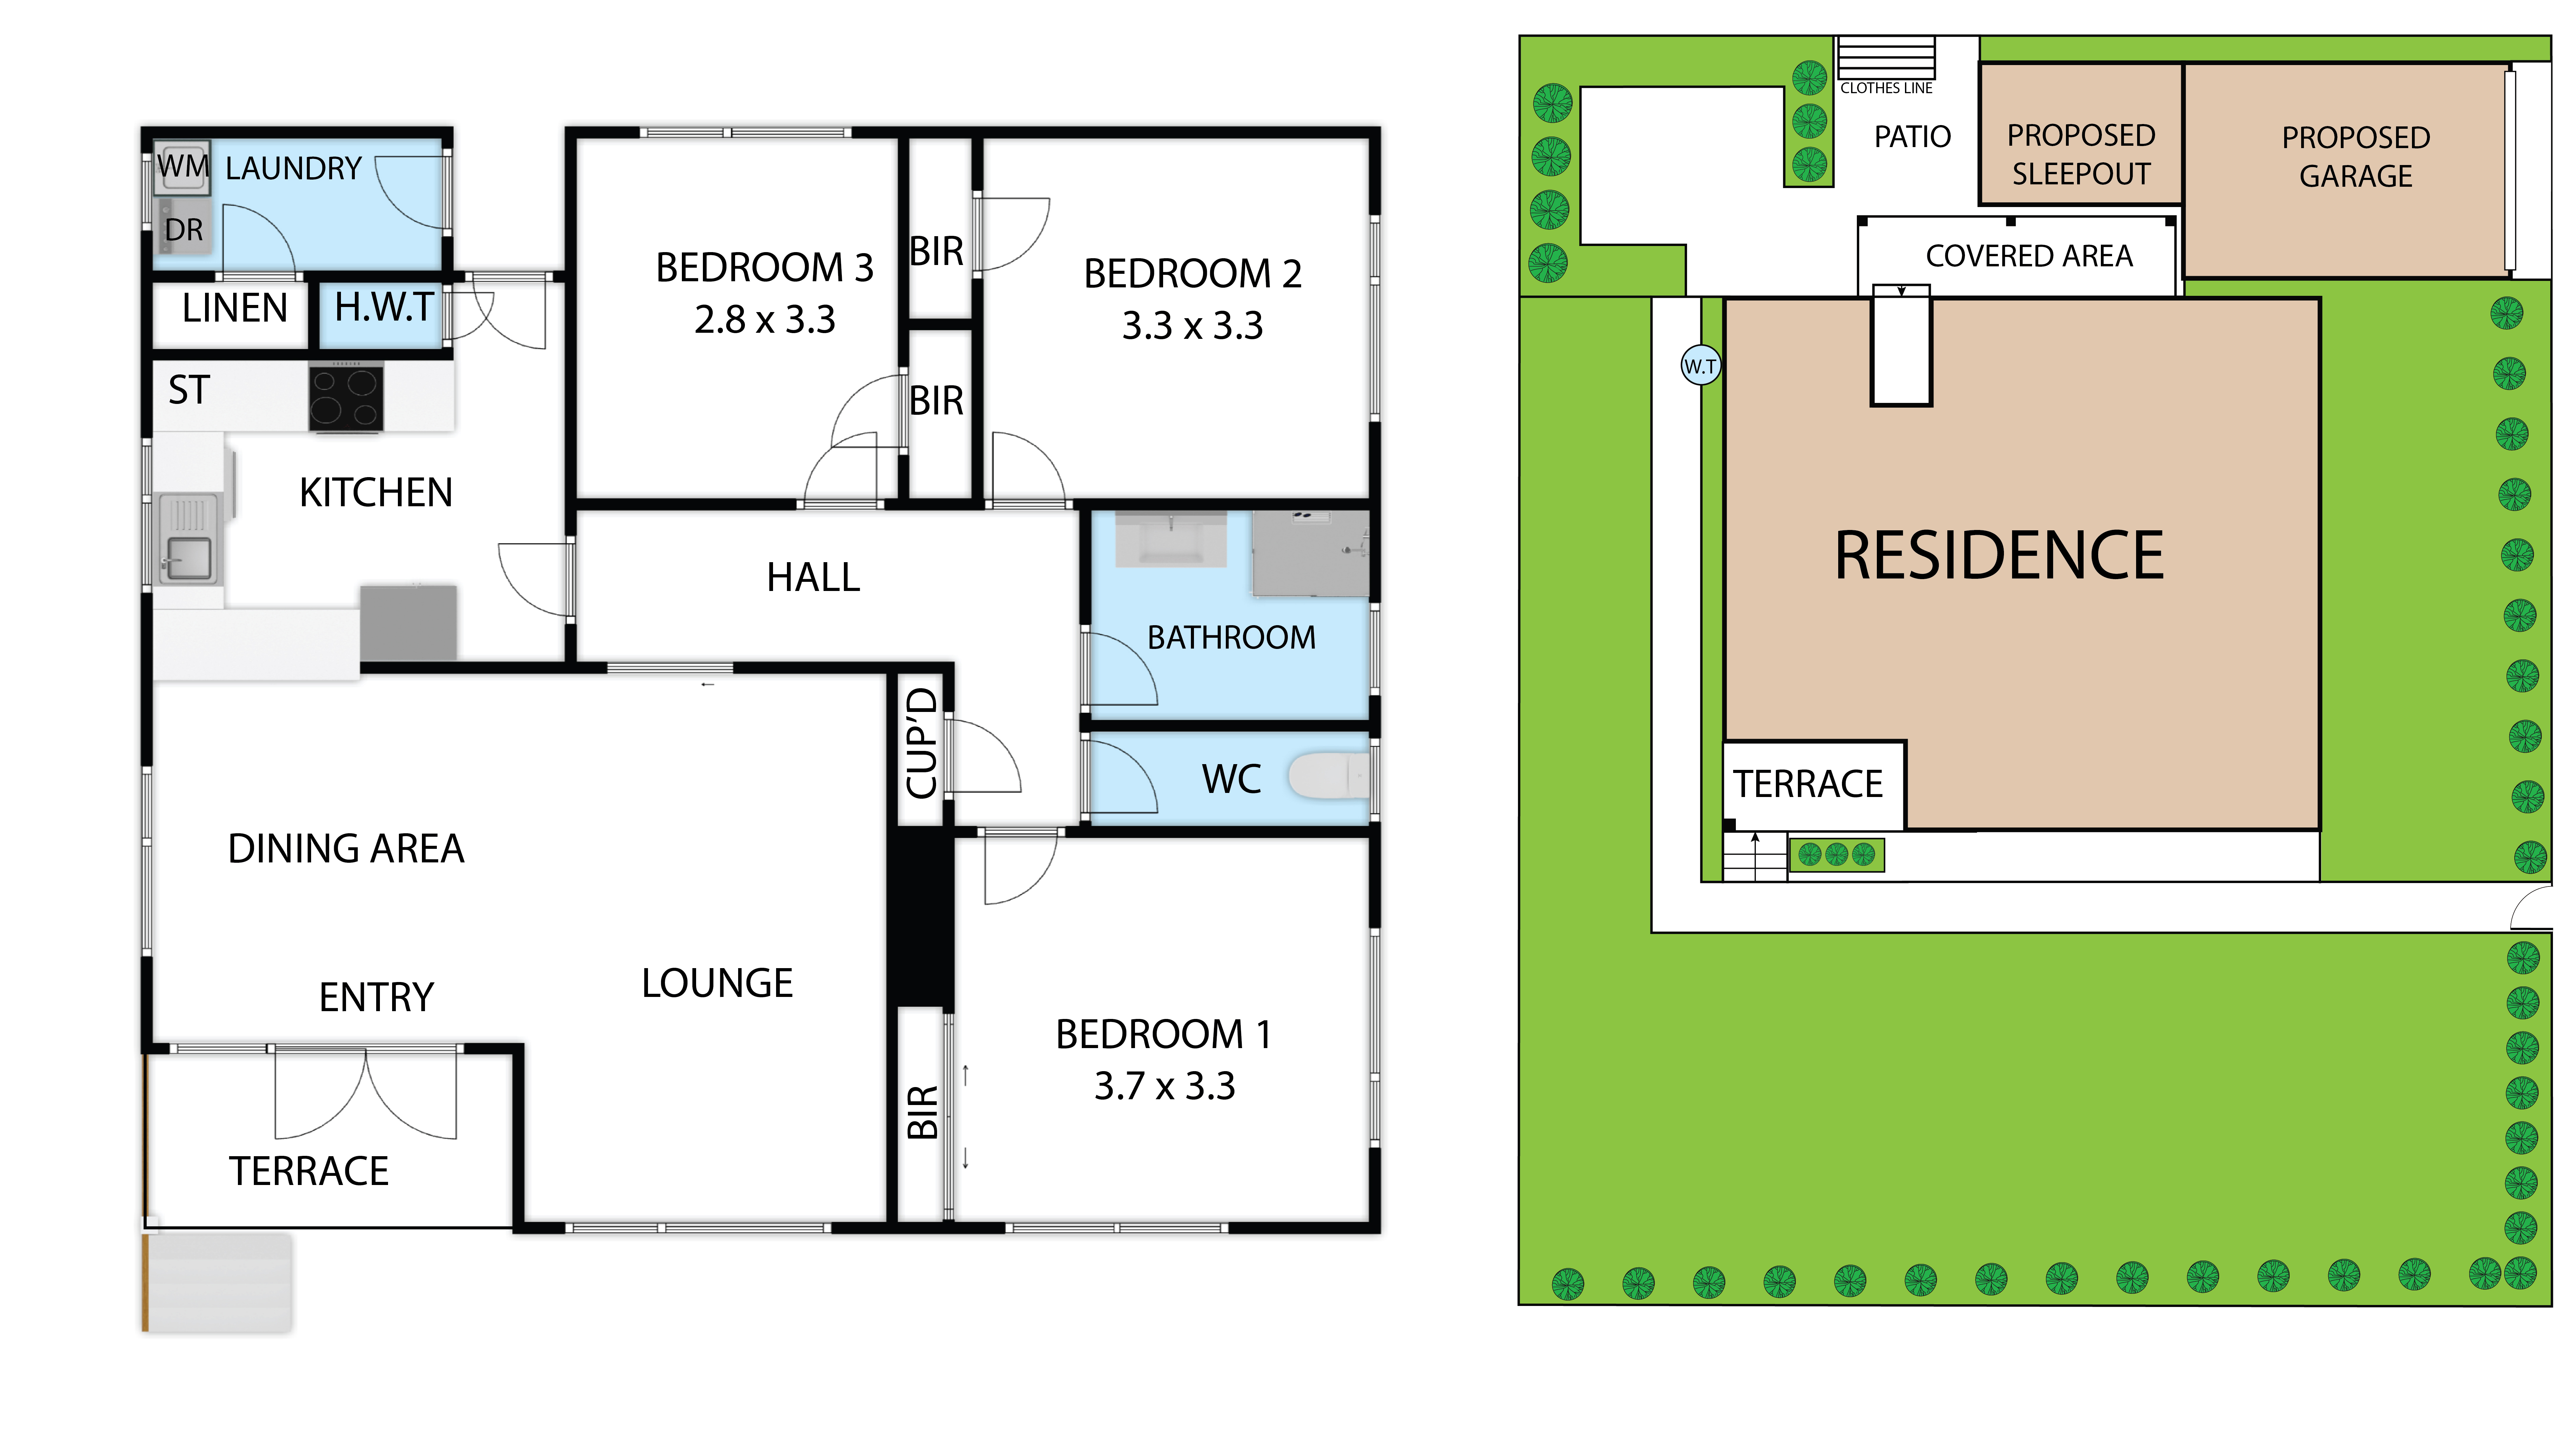 WM
LAUNDRY
DR
LINEN
H.W.T
ST
KITCHEN
BEDROOM 3
2.8 x 3.3
BIR
BIR
BEDROOM 2
3.3 x 3.3
HALL
BATHROOM
CUP'D
WC
DINING AREA
ENTRY
LOUNGE
BEDROOM 1
3.7 x 3.3
BIR
TERRACE
CLOTHES LINE
PATIO
PROPOSED
SLEEPOUT
PROPOSED
GARAGE
COVERED AREA
W.T
RESIDENCE
TERRACE